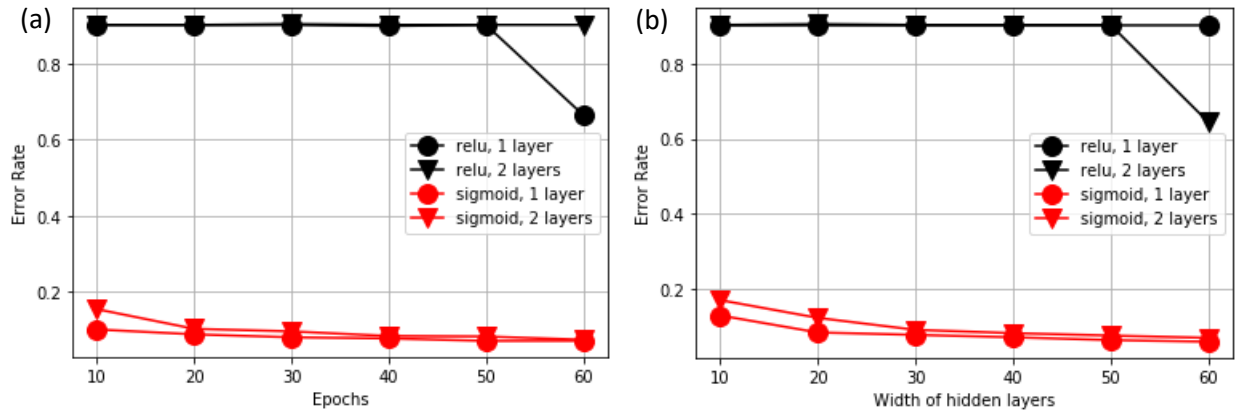 (a)
Error Rate
0.8
0.6
0.4
0.2
relu, 1 layer
relu, 2 layers
sigmoid, 1 layer
sigmoid, 2 layers
10 20 30 40 50 60
Epochs
(b)
Error Rate
0.8
0.6
0.4
0.2
relu, 1 layer
relu, 2 layers
sigmoid, 1 layer
sigmoid, 2 layers
10 20 30 40 50 60
Width of hidden layers